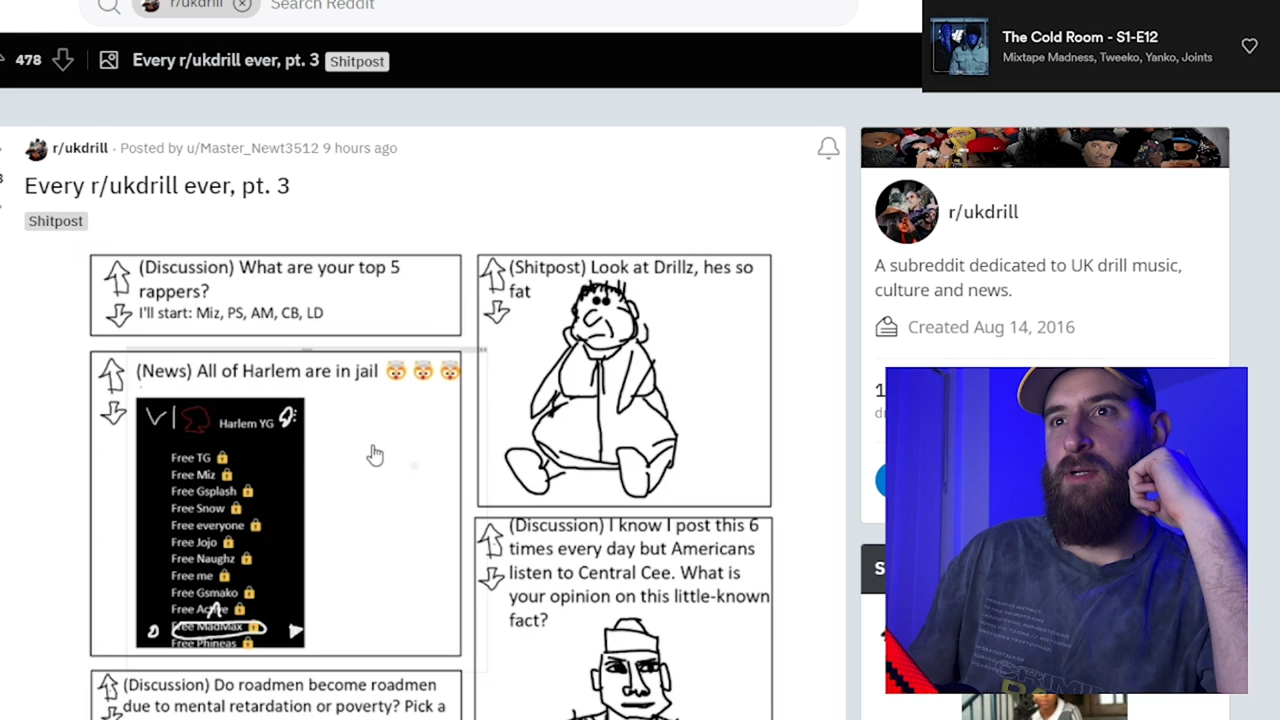 r/ukdrill
Search Reddit
478
Every r/ukdrill ever, pt. 3
Shitpost
The Cold Room - S1-E12
Mixtape Madness, Tweeko, Yanko, Joints
r/ukdrill · Posted by u/Master_Newt3512 9 hours ago
Every r/ukdrill ever, pt. 3
Shitpost
(Discussion) What are your top 5
rappers?
I'll start: Miz, PS, AM, CB, LD
(News) All of Harlem are in jail 🤯 🤯 🤯
Harlem YG
Free TG 🔒
Free Miz 🔒
Free Gsplash 🔒
Free Snow 🔒
Free everyone 🔒
Free Jojo 🔒
Free Naughz 🔒
Free me 🔒
Free Gsmako 🔒
Free Active 🔒
Free MadMax 🔒
Free Phineas 🔒
(Discussion) Do roadmen become roadmen
due to mental retardation or poverty? Pick a
(Shitpost) Look at Drillz, hes so
fat
(Discussion) I know I post this 6
times every day but Americans
listen to Central Cee. What is
your opinion on this little-known
fact?
r/ukdrill
A subreddit dedicated to UK drill music,
culture and news.
Created Aug 14, 2016